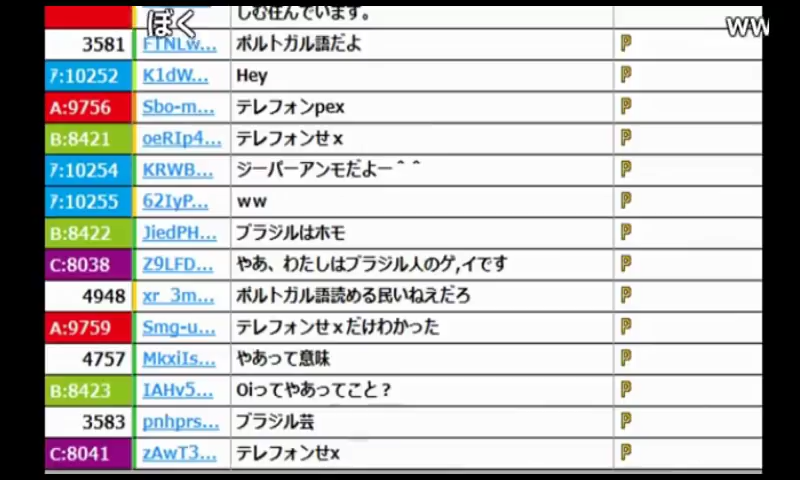 ぼく
しむ住んでいます。
ww
3581 FTNLw... ポルトガル語だよ P
7:10252 K1dW... Hey P
A:9756 Sbo-m... テレフォンpex P
B:8421 oeRIp4... テレフォンせｘ P
7:10254 KRWB... ジーパーアンモだよー＾＾ P
7:10255 62IyP... ww P
B:8422 JiedPH... ブラジルはホモ P
C:8038 Z9LFD... やあ、わたしはブラジル人のゲ,イです P
4948 xr_3m... ポルトガル語読める民いねえだろ P
A:9759 Smg-u... テレフォンせｘだけわかった P
4757 MkxiIs... やあって意味 P
B:8423 IAHv5... Oiってやあってこと？ P
3583 pnhprs... ブラジル芸 P
C:8041 zAwT3... テレフォンせx P